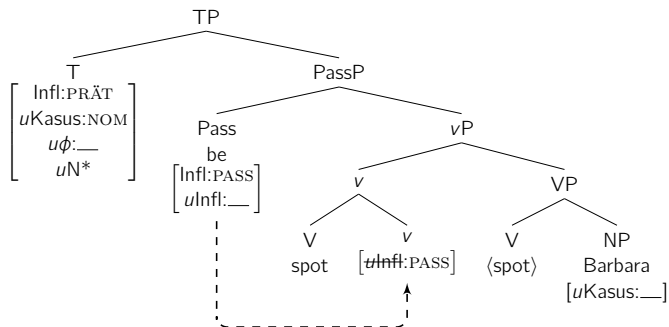 TP
T PassP
Infl:PRÄT
uKasus:NOM
uϕ:__
uN*
Pass vP
be
Infl:PASS
uInfl:__
v VP
V v V NP
spot [uInfl:PASS] ⟨spot⟩ Barbara
[uKasus:__]